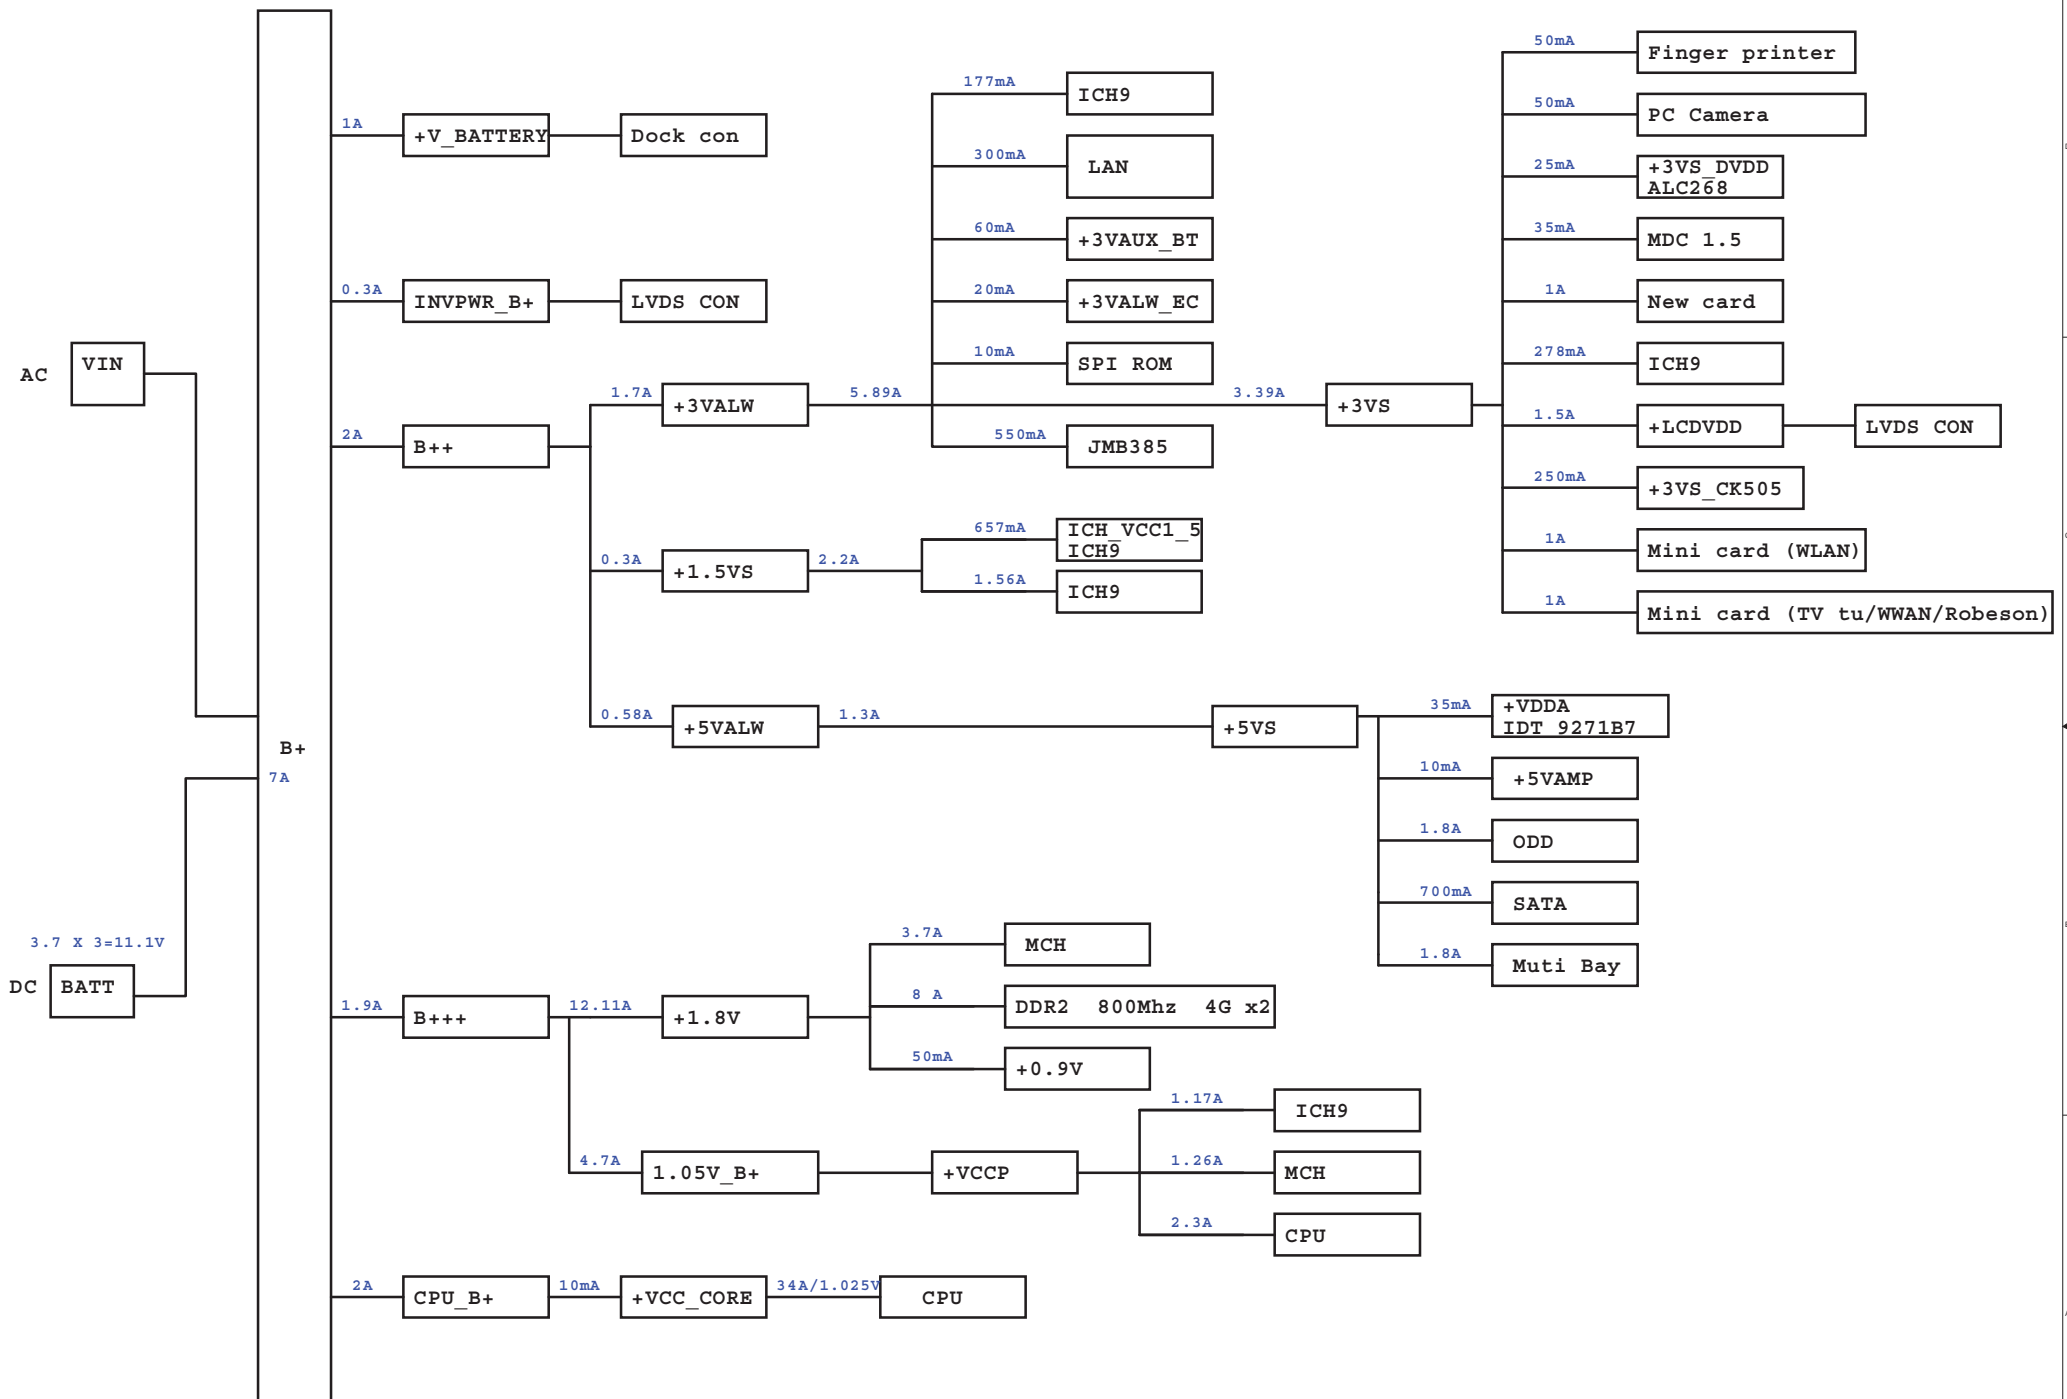 50mA
Finger printer
177mA
ICH9
50mA
PC Camera
1A
+V_BATTERY
Dock con
300mA
LAN
25mA
+3VS_DVDD
ALC268
60mA
+3VAUX_BT
35mA
MDC 1.5
0.3A
INVPWR_B+
LVDS CON
20mA
+3VALW_EC
1A
New card
AC
VIN
10mA
SPI ROM
278mA
ICH9
1.7A
+3VALW
5.89A
3.39A
+3VS
1.5A
+LCDVDD
LVDS CON
2A
B++
550mA
JMB385
250mA
+3VS_CK505
657mA
ICH_VCC1_5
ICH9
1A
Mini card (WLAN)
0.3A
+1.5VS
2.2A
1.56A
ICH9
1A
Mini card (TV tu/WWAN/Robeson)
0.58A
+5VALW
1.3A
+5VS
35mA
+VDDA
IDT 9271B7
B+
7A
10mA
+5VAMP
1.8A
ODD
700mA
SATA
3.7 X 3=11.1V
3.7A
MCH
1.8A
Muti Bay
DC
BATT
1.9A
B+++
12.11A
+1.8V
8 A
DDR2 800Mhz 4G x2
50mA
+0.9V
1.17A
ICH9
4.7A
1.05V_B+
+VCCP
1.26A
MCH
2.3A
CPU
2A
CPU_B+
10mA
+VCC_CORE
34A/1.025V
CPU